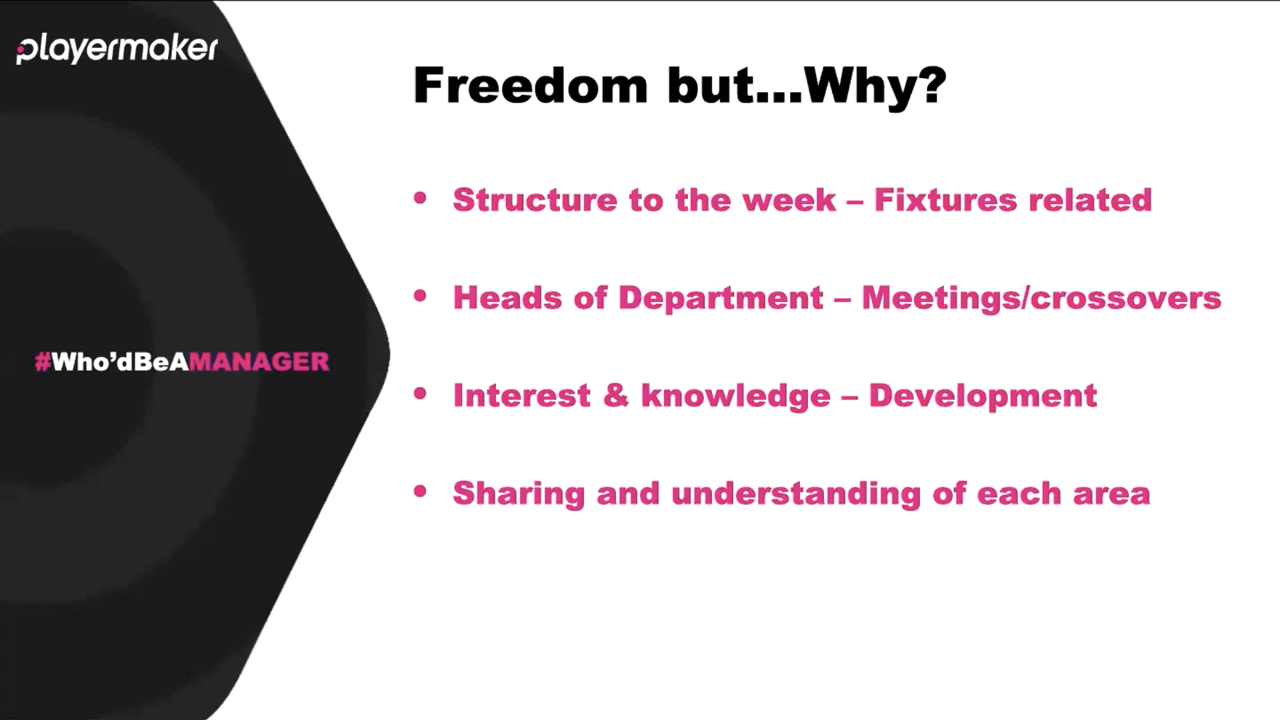 playermaker
Freedom but...Why?
• Structure to the week – Fixtures related
• Heads of Department – Meetings/crossovers
#Who’dBeAMANAGER
• Interest & knowledge – Development
• Sharing and understanding of each area